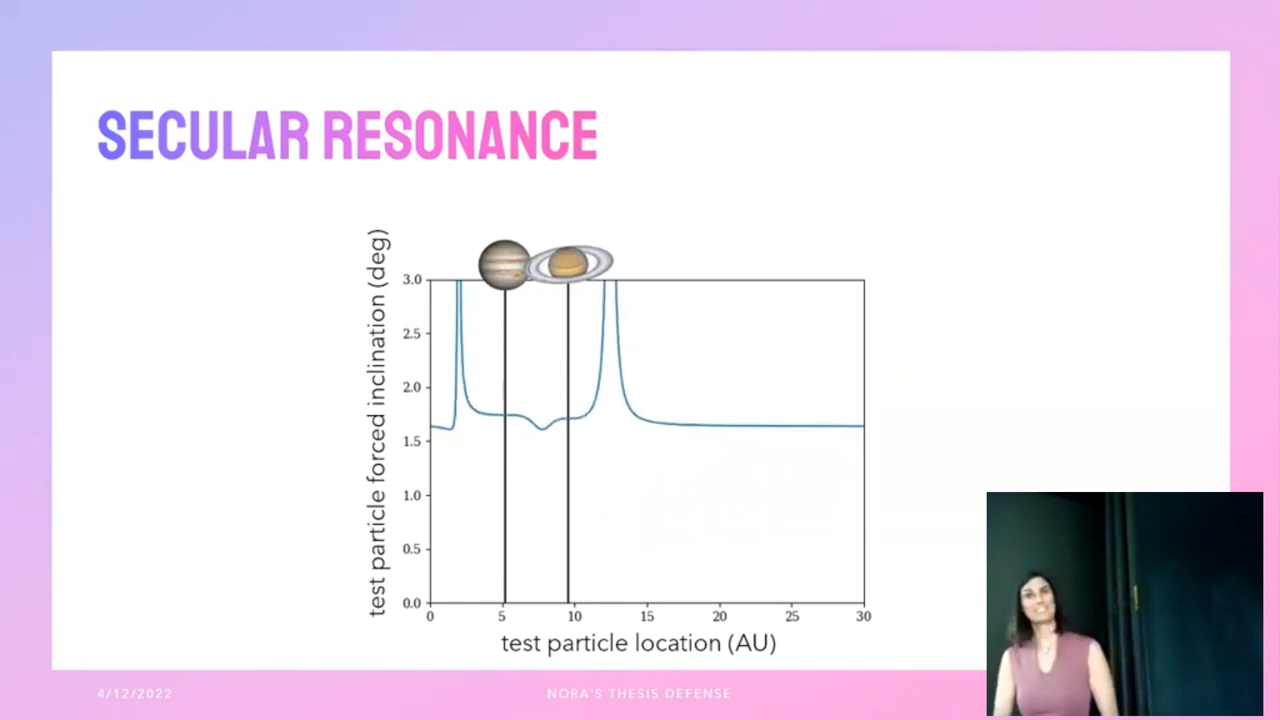 SECULAR RESONANCE
test particle forced inclination (deg)
3.0
2.5
2.0
1.5
1.0
0.5
0.0
0 5 10 15 20 25 30
test particle location (AU)
4/12/2022
NORA'S THESIS DEFENSE